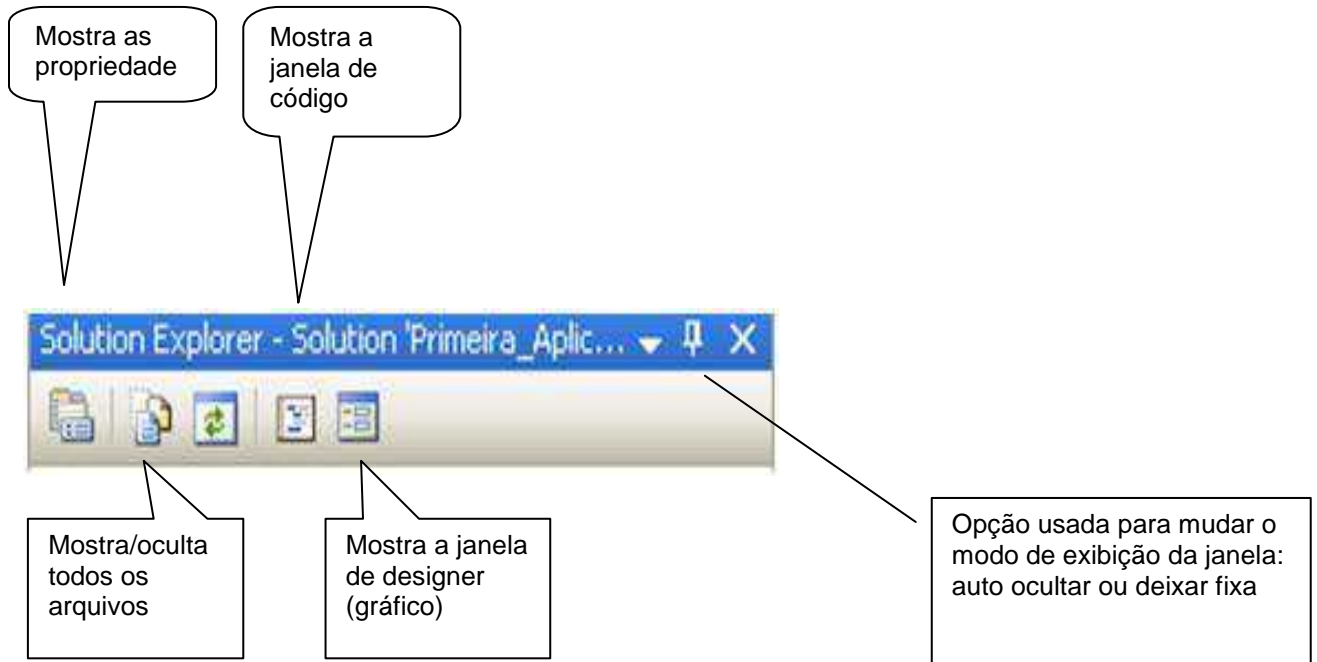 Mostra as
propriedade
Mostra a
janela de
código
Solution Explorer - Solution 'Primeira_Aplic...
Mostra/oculta
todos os
arquivos
Mostra a janela
de designer
(gráfico)
Opção usada para mudar o
modo de exibição da janela:
auto ocultar ou deixar fixa